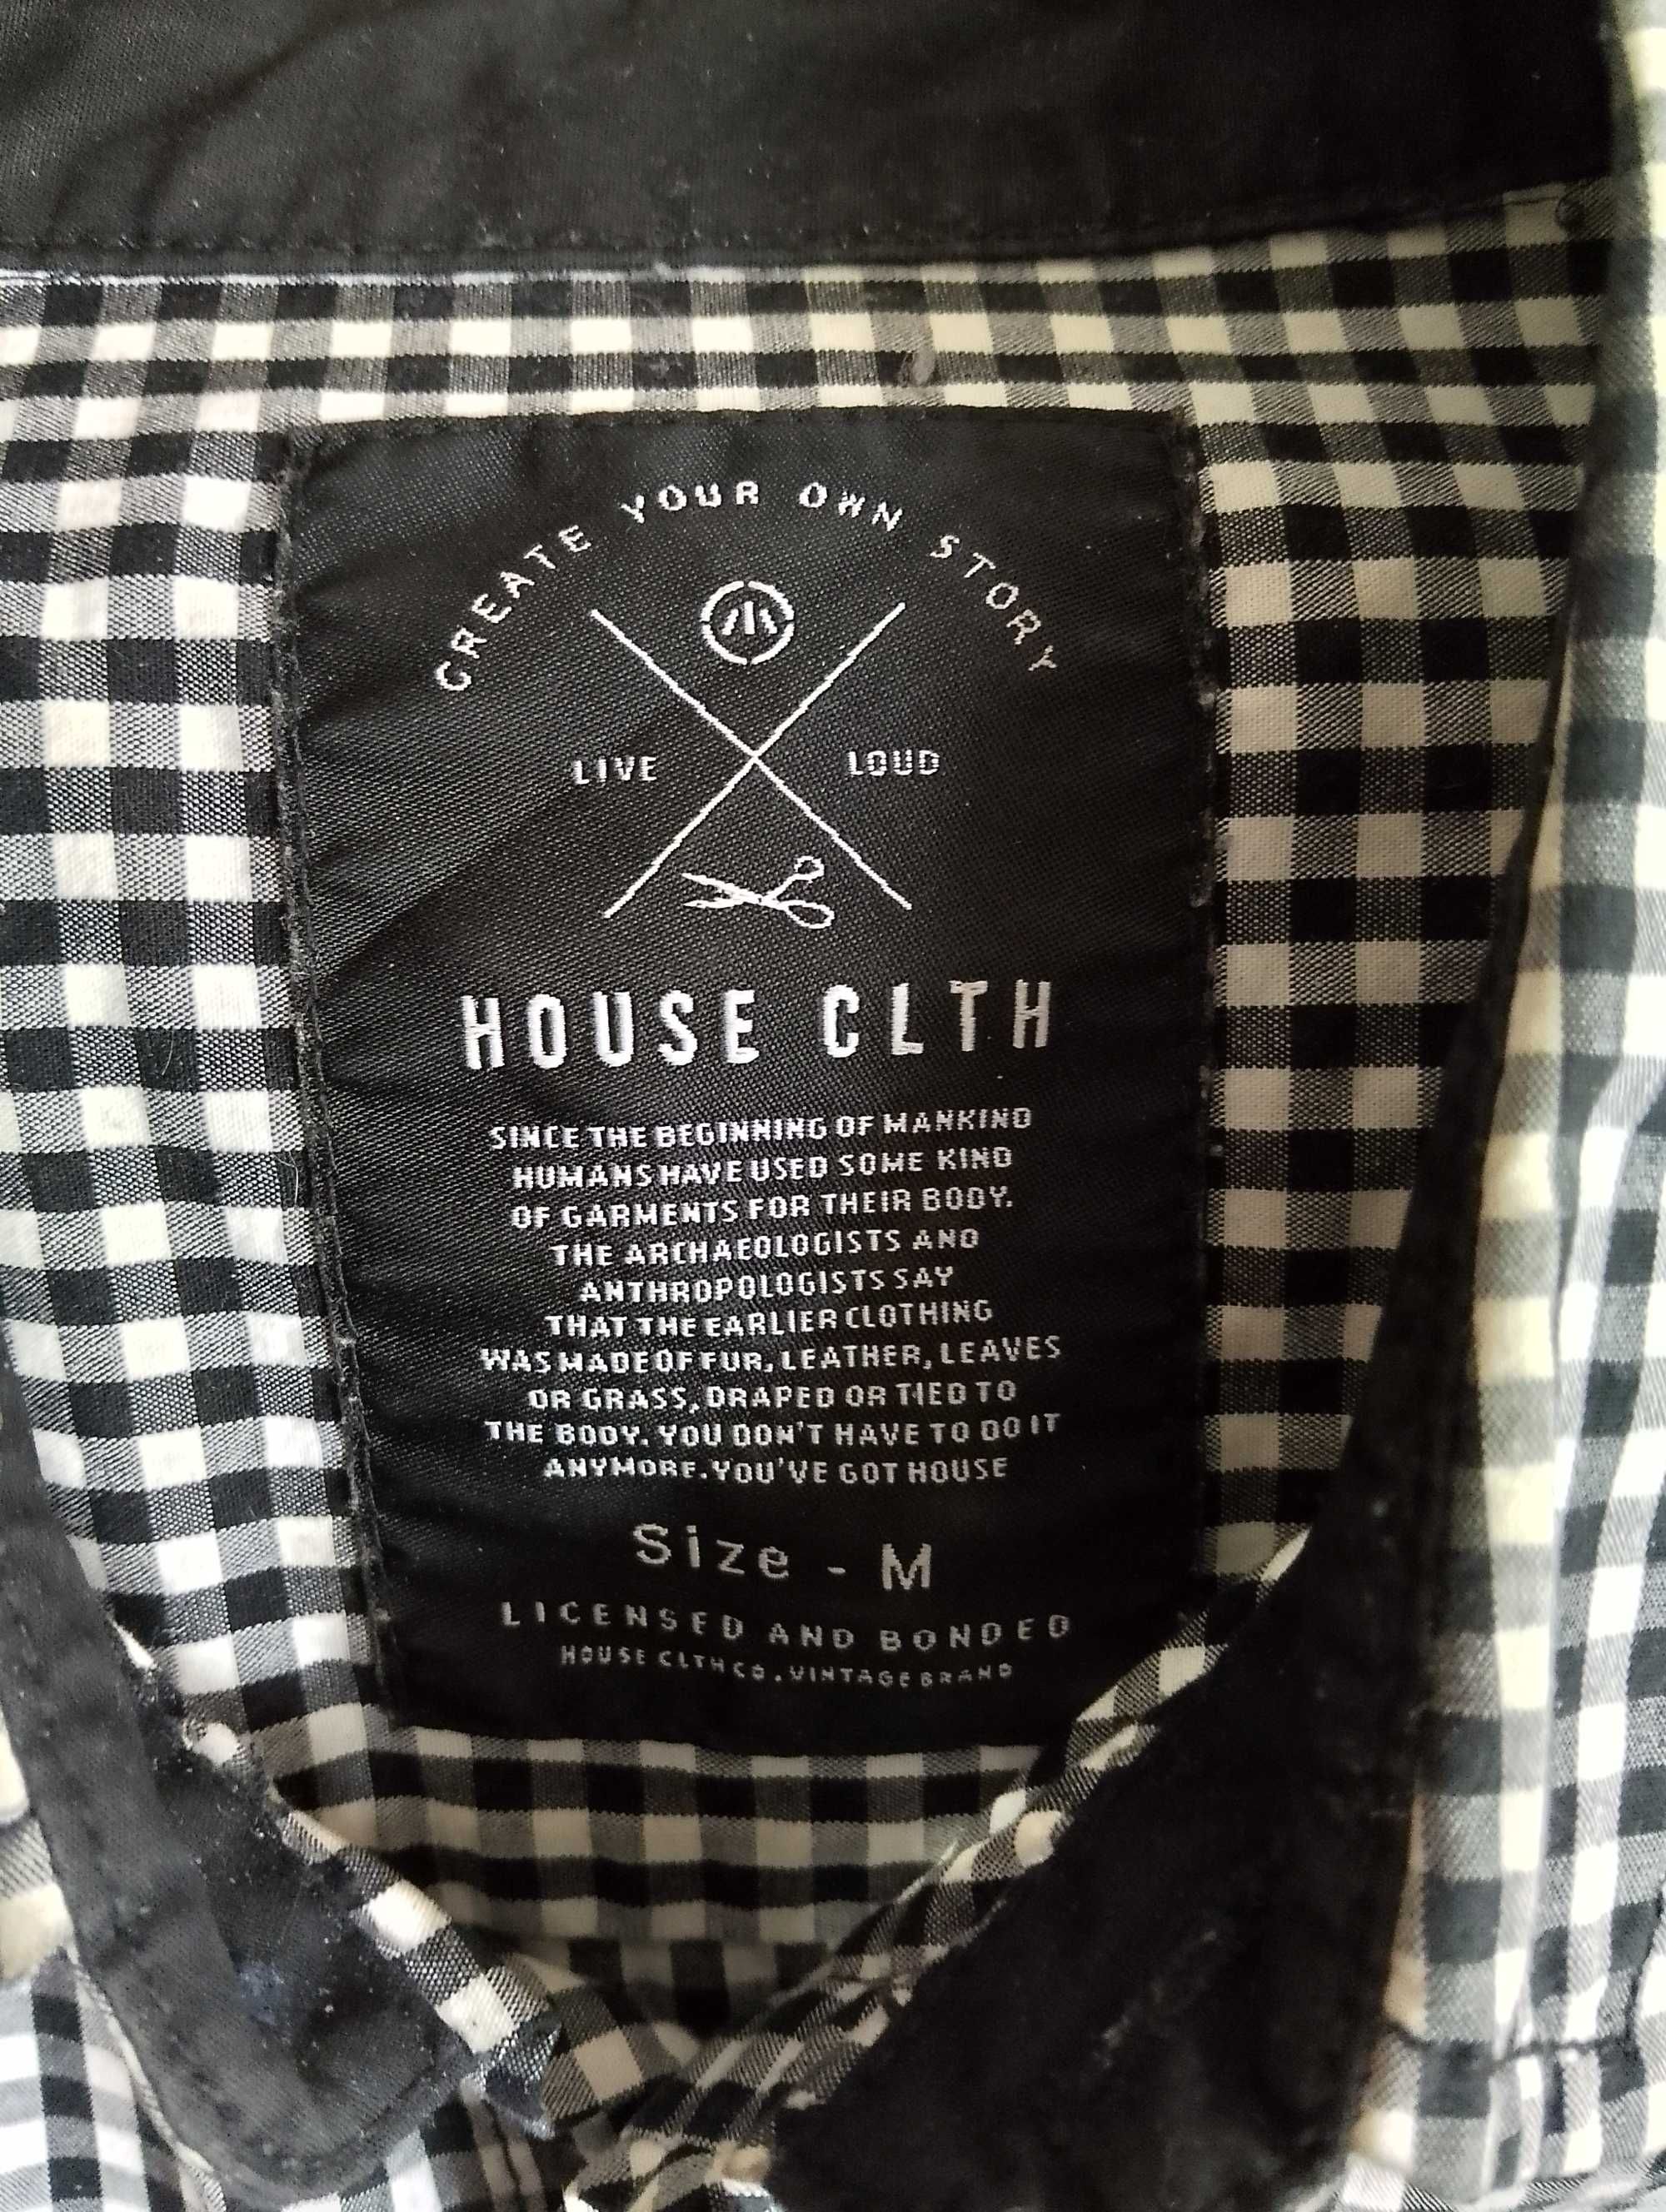 CREATE YOUR OWN STORY
LIVE LOUD
HOUSE CLTH
SINCE THE BEGINNING OF MANKIND
HUMANS HAVE USED SOME KIND
OF GARMENTS FOR THEIR BODY.
THE ARCHAEOLOGISTS AND
ANTHROPOLOGISTS SAY
THAT THE EARLIER CLOTHING
WAS MADE OF FUR, LEATHER, LEAVES
OR GRASS, DRAPED OR TIED TO
THE BODY. YOU DON'T HAVE TO DO IT
ANYMORE. YOU'VE GOT HOUSE
Size - M
LICENSED AND BONDED
HOUSE CLTH CO. VINTAGE BRAND